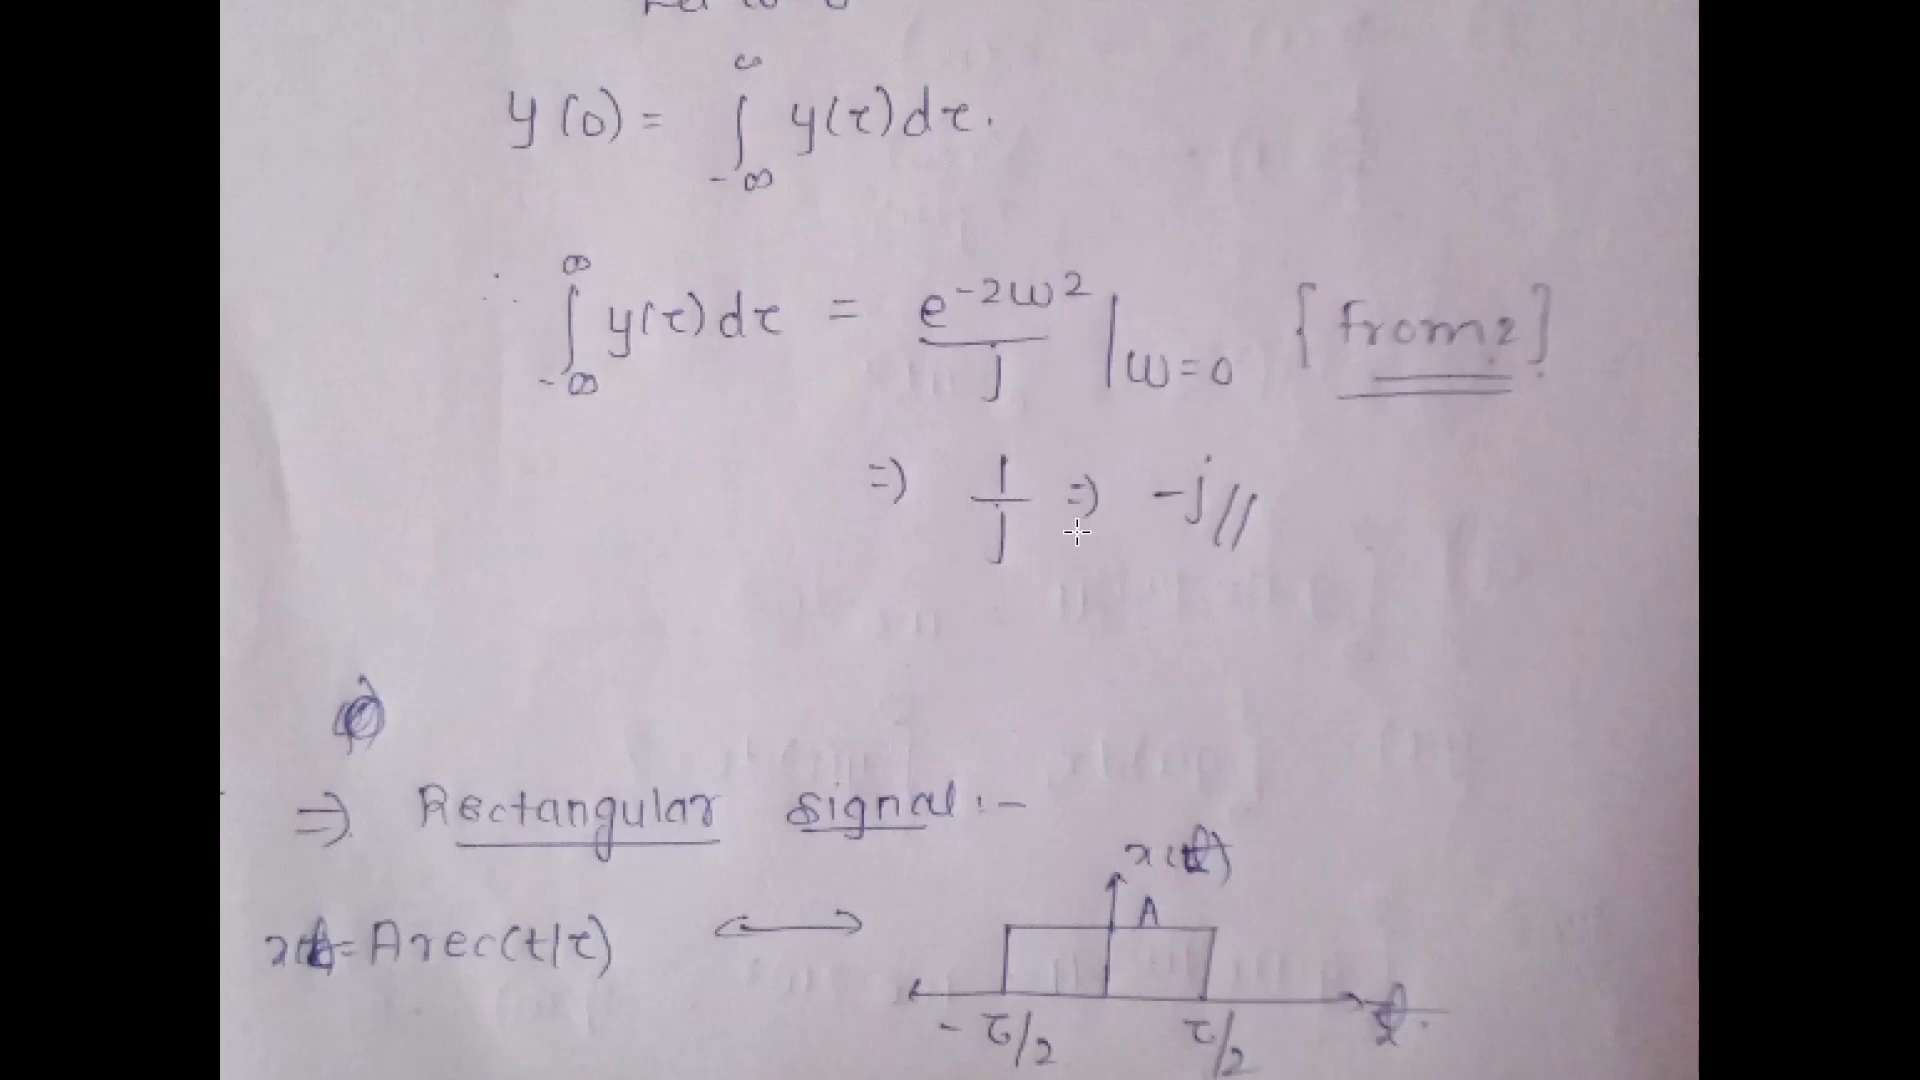 y(0) = ∫_{-∞}^{∞} y(τ)dτ.
∴ ∫_{-∞}^{∞} y(τ)dτ = e^{-2ω²}/j |ω=0 {from 2}
=> 1/j => -j//
=> Rectangular signal :-
x(t)
A
x(t)= A rec(t/τ) ⟷
-τ/2 τ/2